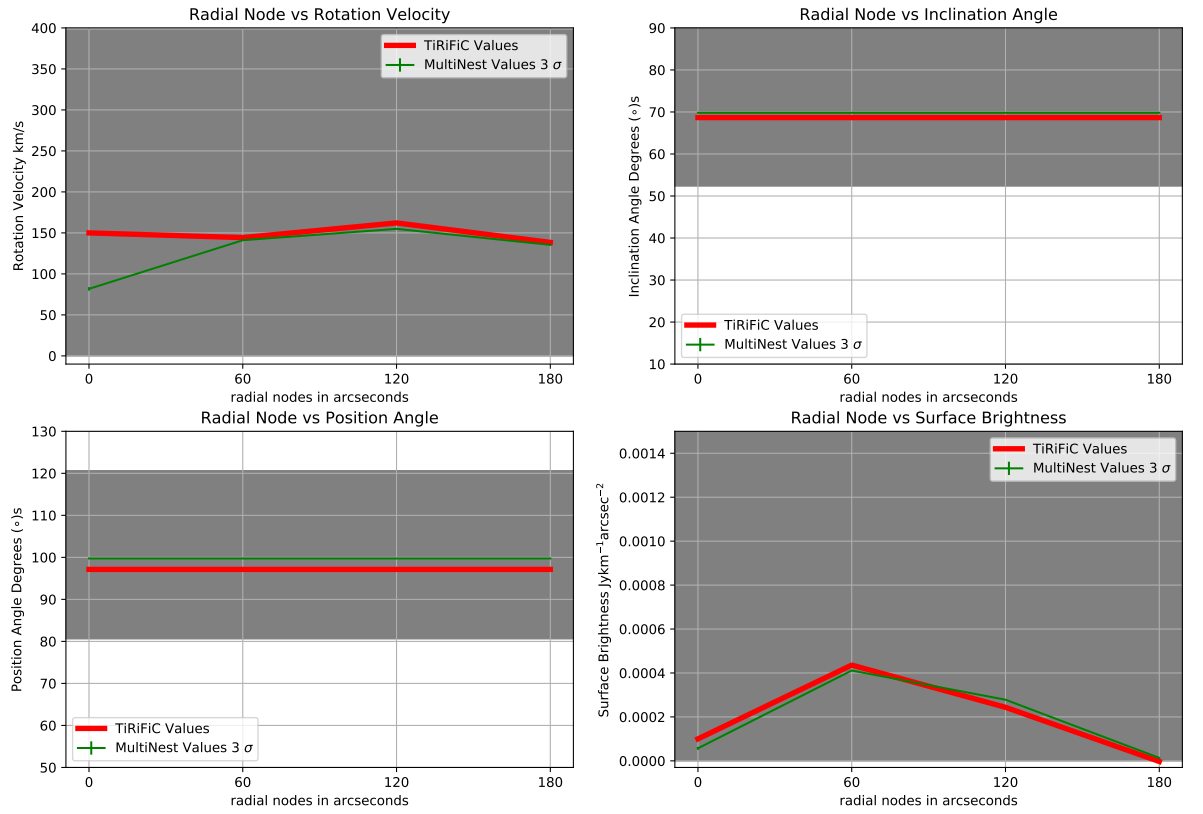 Radial Node vs Rotation Velocity
400
350
300
250
200
150
100
50
0
Rotation Velocity km/s
TiRiFiC Values
MultiNest Values 3 σ
0 60 120 180
radial nodes in arcseconds
Radial Node vs Inclination Angle
90
80
70
60
50
40
30
20
10
Inclination Angle Degrees (∘)s
TiRiFiC Values
MultiNest Values 3 σ
0 60 120 180
radial nodes in arcseconds
Radial Node vs Position Angle
130
120
110
100
90
80
70
60
50
Position Angle Degrees (∘)s
TiRiFiC Values
MultiNest Values 3 σ
0 60 120 180
radial nodes in arcseconds
Radial Node vs Surface Brightness
0.0014
0.0012
0.0010
0.0008
0.0006
0.0004
0.0002
0.0000
Surface Brightness Jykm⁻¹arcsec⁻²
TiRiFiC Values
MultiNest Values 3 σ
0 60 120 180
radial nodes in arcseconds